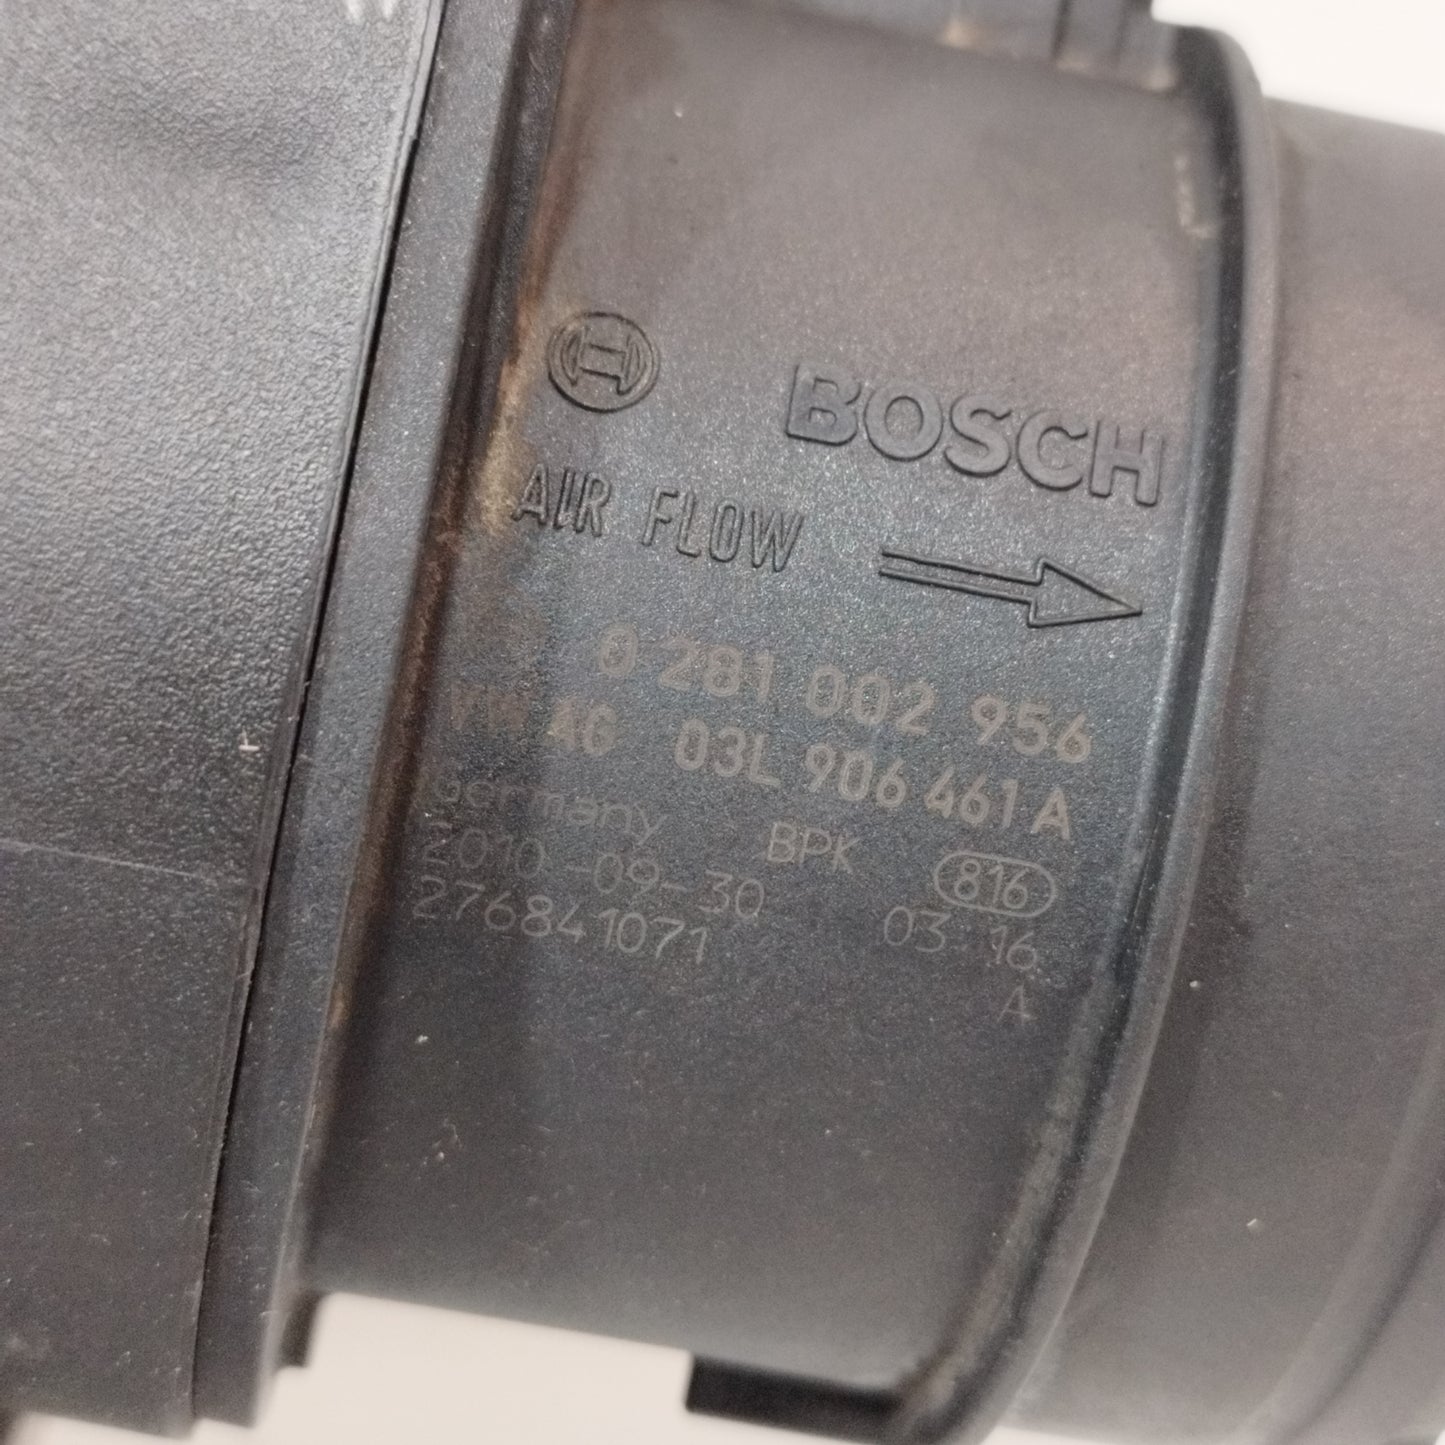 BOSCH
AIR FLOW
0 281 002 956
VW AG 03L 906 461 A
Germany BPK 816
2010-09-30 03 16
276841071 A